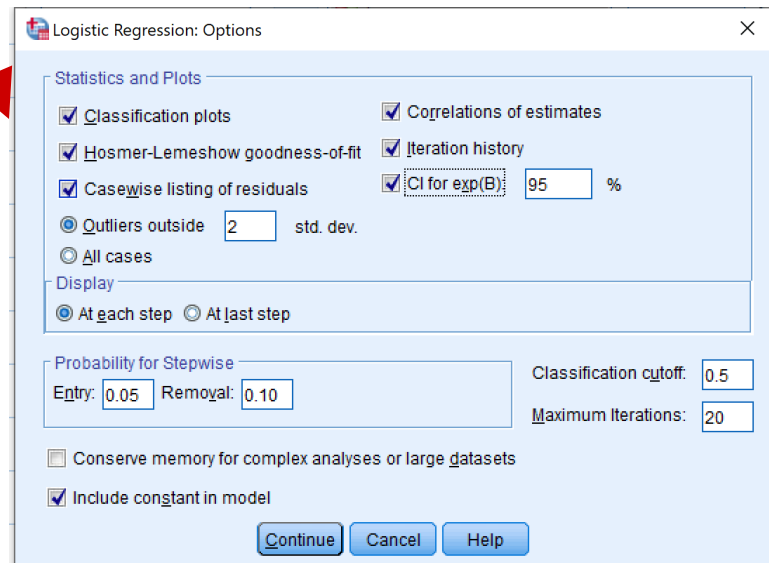 Logistic Regression: Options
Statistics and Plots
Classification plots
Correlations of estimates
Hosmer-Lemeshow goodness-of-fit
Iteration history
Casewise listing of residuals
CI for exp(B): 95 %
Outliers outside 2 std. dev.
All cases
Display
At each step At last step
Probability for Stepwise
Entry: 0.05 Removal: 0.10
Classification cutoff: 0.5
Maximum Iterations: 20
Conserve memory for complex analyses or large datasets
Include constant in model
Continue Cancel Help